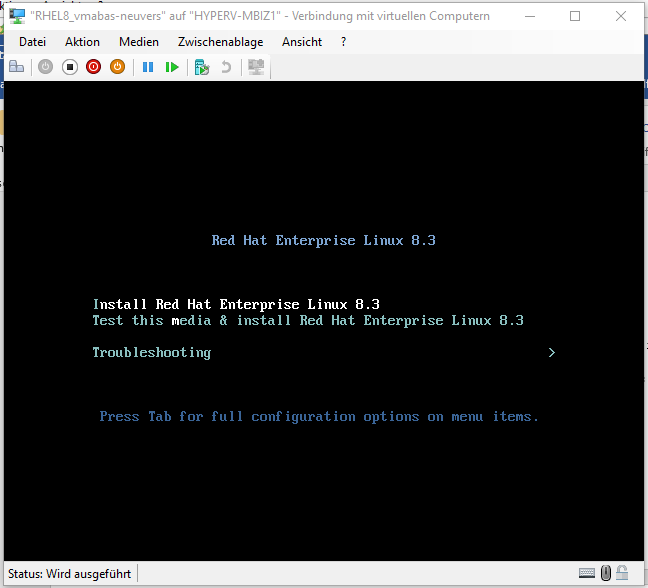 "RHEL8_vmabas-neuvers" auf "HYPERV-MBIZ1" - Verbindung mit virtuellen Computern
Datei Aktion Medien Zwischenablage Ansicht ?
Red Hat Enterprise Linux 8.3
Install Red Hat Enterprise Linux 8.3
Test this media & install Red Hat Enterprise Linux 8.3
Troubleshooting >
Press Tab for full configuration options on menu items.
Status: Wird ausgeführt